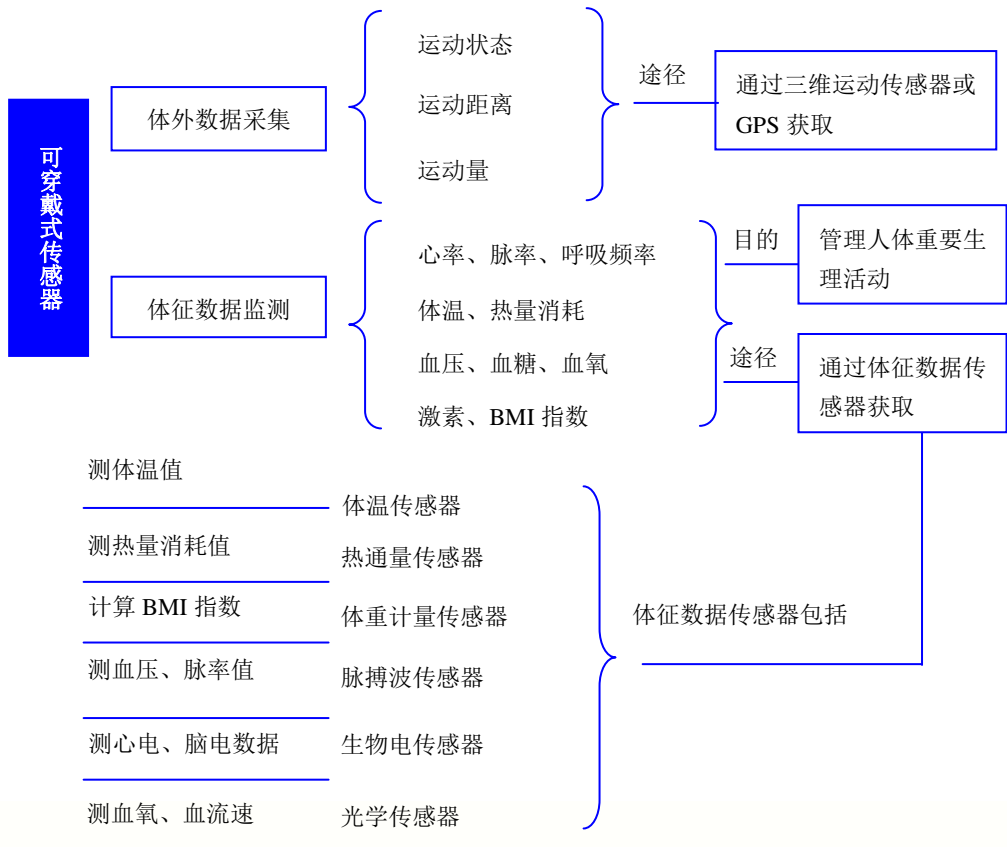 可穿戴式传感器
体外数据采集
运动状态
运动距离
运动量
途径
通过三维运动传感器或
GPS 获取
体征数据监测
心率、脉率、呼吸频率
体温、热量消耗
血压、血糖、血氧
激素、BMI 指数
目的
管理人体重要生
理活动
途径
通过体征数据传
感器获取
测体温值
体温传感器
测热量消耗值
热通量传感器
计算 BMI 指数
体重计量传感器
测血压、脉率值
脉搏波传感器
测心电、脑电数据
生物电传感器
测血氧、血流速
光学传感器
体征数据传感器包括